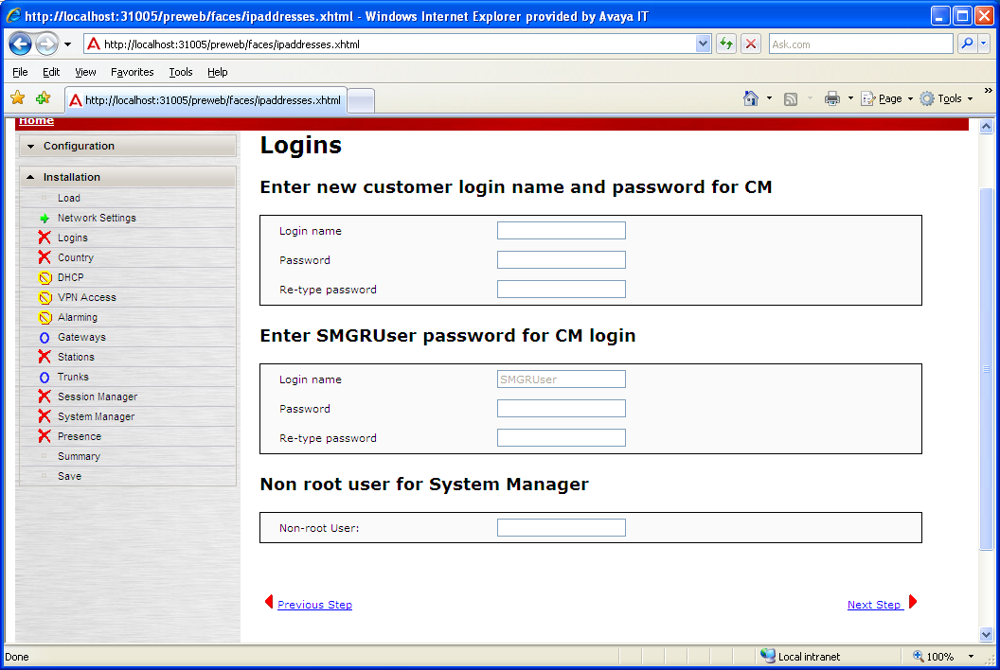 http://localhost:31005/preweb/faces/ipaddresses.xhtml - Windows Internet Explorer provided by Avaya IT
http://localhost:31005/preweb/faces/ipaddresses.xhtml
Ask.com
File Edit View Favorites Tools Help
http://localhost:31005/preweb/faces/ipaddresses.xhtml
Page Tools »
Home
Configuration
Installation
Load
Network Settings
Logins
Country
DHCP
VPN Access
Alarming
Gateways
Stations
Trunks
Session Manager
System Manager
Presence
Summary
Save
Logins
Enter new customer login name and password for CM
Login name
Password
Re-type password
Enter SMGRUser password for CM login
Login name SMGRUser
Password
Re-type password
Non root user for System Manager
Non-root User:
Previous Step Next Step
Done Local intranet 100%